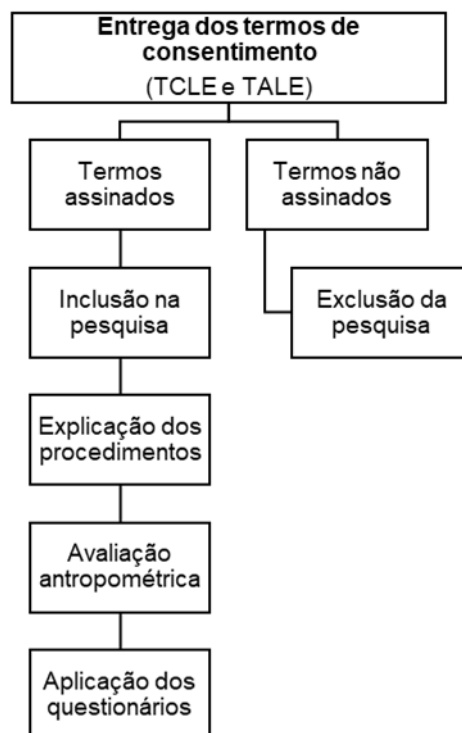 Entrega dos termos de
consentimento
(TCLE e TALE)
Termos
assinados
Termos não
assinados
Inclusão na
pesquisa
Exclusão da
pesquisa
Explicação dos
procedimentos
Avaliação
antropométrica
Aplicação dos
questionários